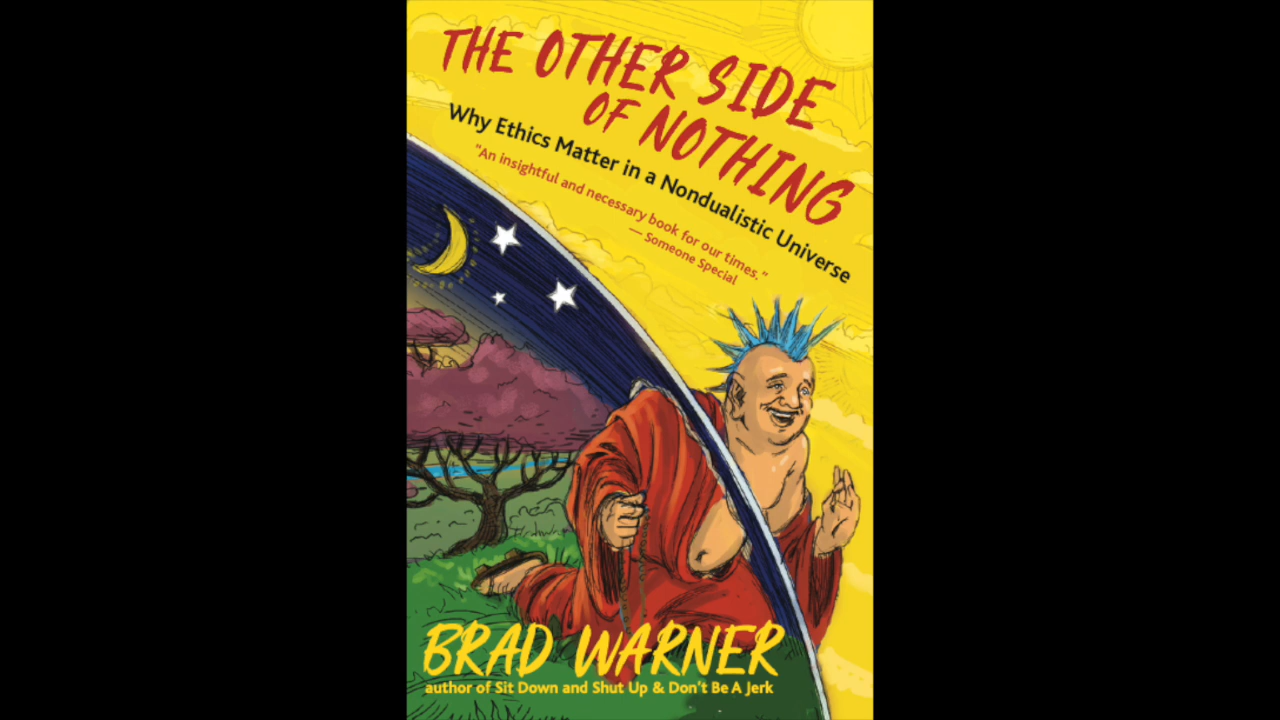 THE OTHER SIDE
OF NOTHING
Why Ethics Matter in a Nondualistic Universe
"An insightful and necessary book for our times."
— Someone Special
BRAD WARNER
author of Sit Down and Shut Up & Don't Be A Jerk